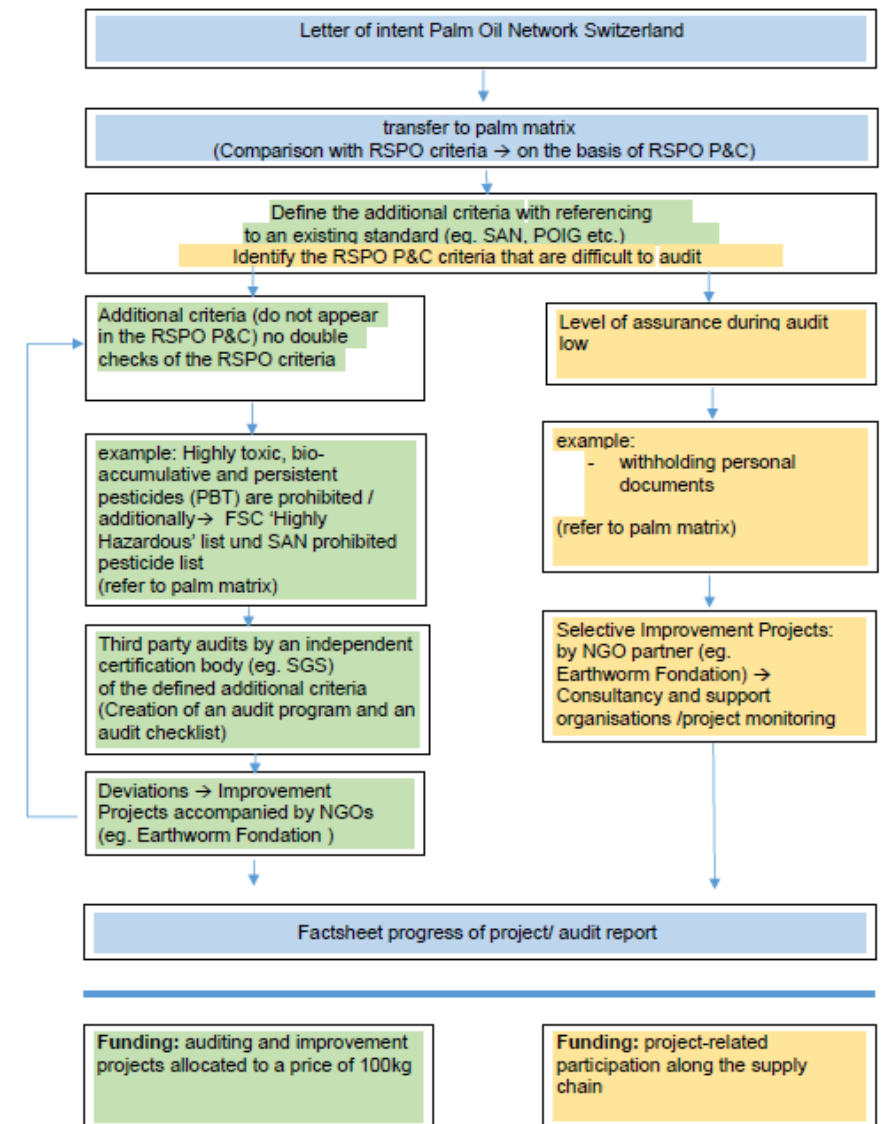 Letter of intent Palm Oil Network Switzerland
transfer to palm matrix
(Comparison with RSPO criteria → on the basis of RSPO P&C)
Define the additional criteria with referencing
to an existing standard (eg. SAN, POIG etc.)
Identify the RSPO P&C criteria that are difficult to audit
Additional criteria (do not appear
in the RSPO P&C) no double
checks of the RSPO criteria
example: Highly toxic, bio-
accumulative and persistent
pesticides (PBT) are prohibited /
additionally→ FSC 'Highly
Hazardous' list und SAN prohibited
pesticide list
(refer to palm matrix)
Third party audits by an independent
certification body (eg. SGS)
of the defined additional criteria
(Creation of an audit program and an
audit checklist)
Deviations → Improvement
Projects accompanied by NGOs
(eg. Earthworm Fondation )
Level of assurance during audit
low
example:
- withholding personal
documents
(refer to palm matrix)
Selective Improvement Projects:
by NGO partner (eg.
Earthworm Fondation) →
Consultancy and support
organisations /project monitoring
Factsheet progress of project/ audit report
Funding: auditing and improvement
projects allocated to a price of 100kg
Funding: project-related
participation along the supply
chain